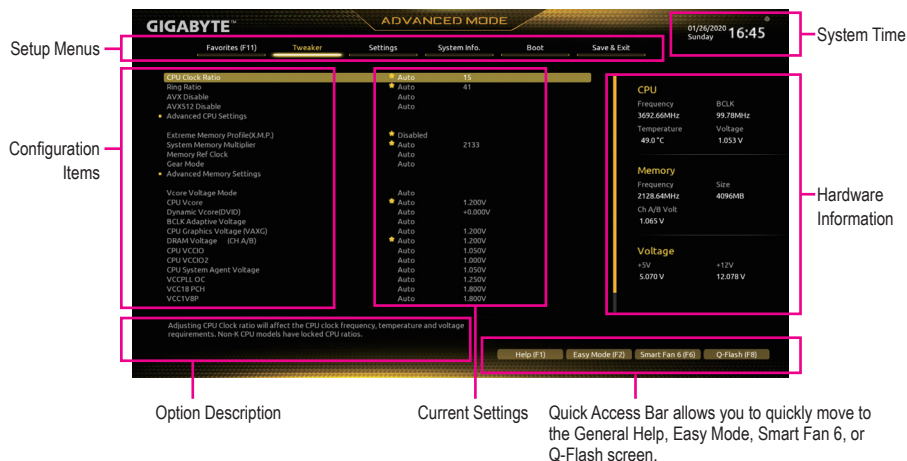 GIGABYTE™
ADVANCED MODE
01/26/2020
Sunday
16:45
System Time
Setup Menus
Favorites (F11) Tweaker Settings System Info. Boot Save & Exit
Configuration
Items
CPU Clock Ratio Auto 15
Ring Ratio Auto 41
AVX Disable Auto
AVX512 Disable Auto
Advanced CPU Settings
Extreme Memory Profile(X.M.P.) Disabled
System Memory Multiplier Auto 2133
Memory Ref Clock Auto
Gear Mode Auto
Advanced Memory Settings
Vcore Voltage Mode Auto
CPU Vcore Auto 1.200V
Dynamic Vcore(DVID) Auto +0.000V
BCLK Adaptive Voltage Auto
CPU Graphics Voltage (VAXG) Auto 1.200V
DRAM Voltage (CH A/B) Auto 1.200V
CPU VCCIO Auto 1.050V
CPU VCCIO2 Auto 1.000V
CPU System Agent Voltage Auto 1.050V
VCCPLL OC Auto 1.250V
VCC18 PCH Auto 1.800V
VCC1V8P Auto 1.800V
CPU
Frequency BCLK
3692.66MHz 99.78MHz
Temperature Voltage
49.0 °C 1.053 V
Memory
Frequency Size
2128.64MHz 4096MB
Ch A/B Volt
1.065 V
Voltage
+5V +12V
5.070 V 12.078 V
Hardware
Information
Adjusting CPU Clock ratio will affect the CPU clock frequency, temperature and voltage
requirements. Non-K CPU models have locked CPU ratios.
Help (F1) Easy Mode (F2) Smart Fan 6 (F6) Q-Flash (F8)
Option Description
Current Settings
Quick Access Bar allows you to quickly move to
the General Help, Easy Mode, Smart Fan 6, or
Q-Flash screen.